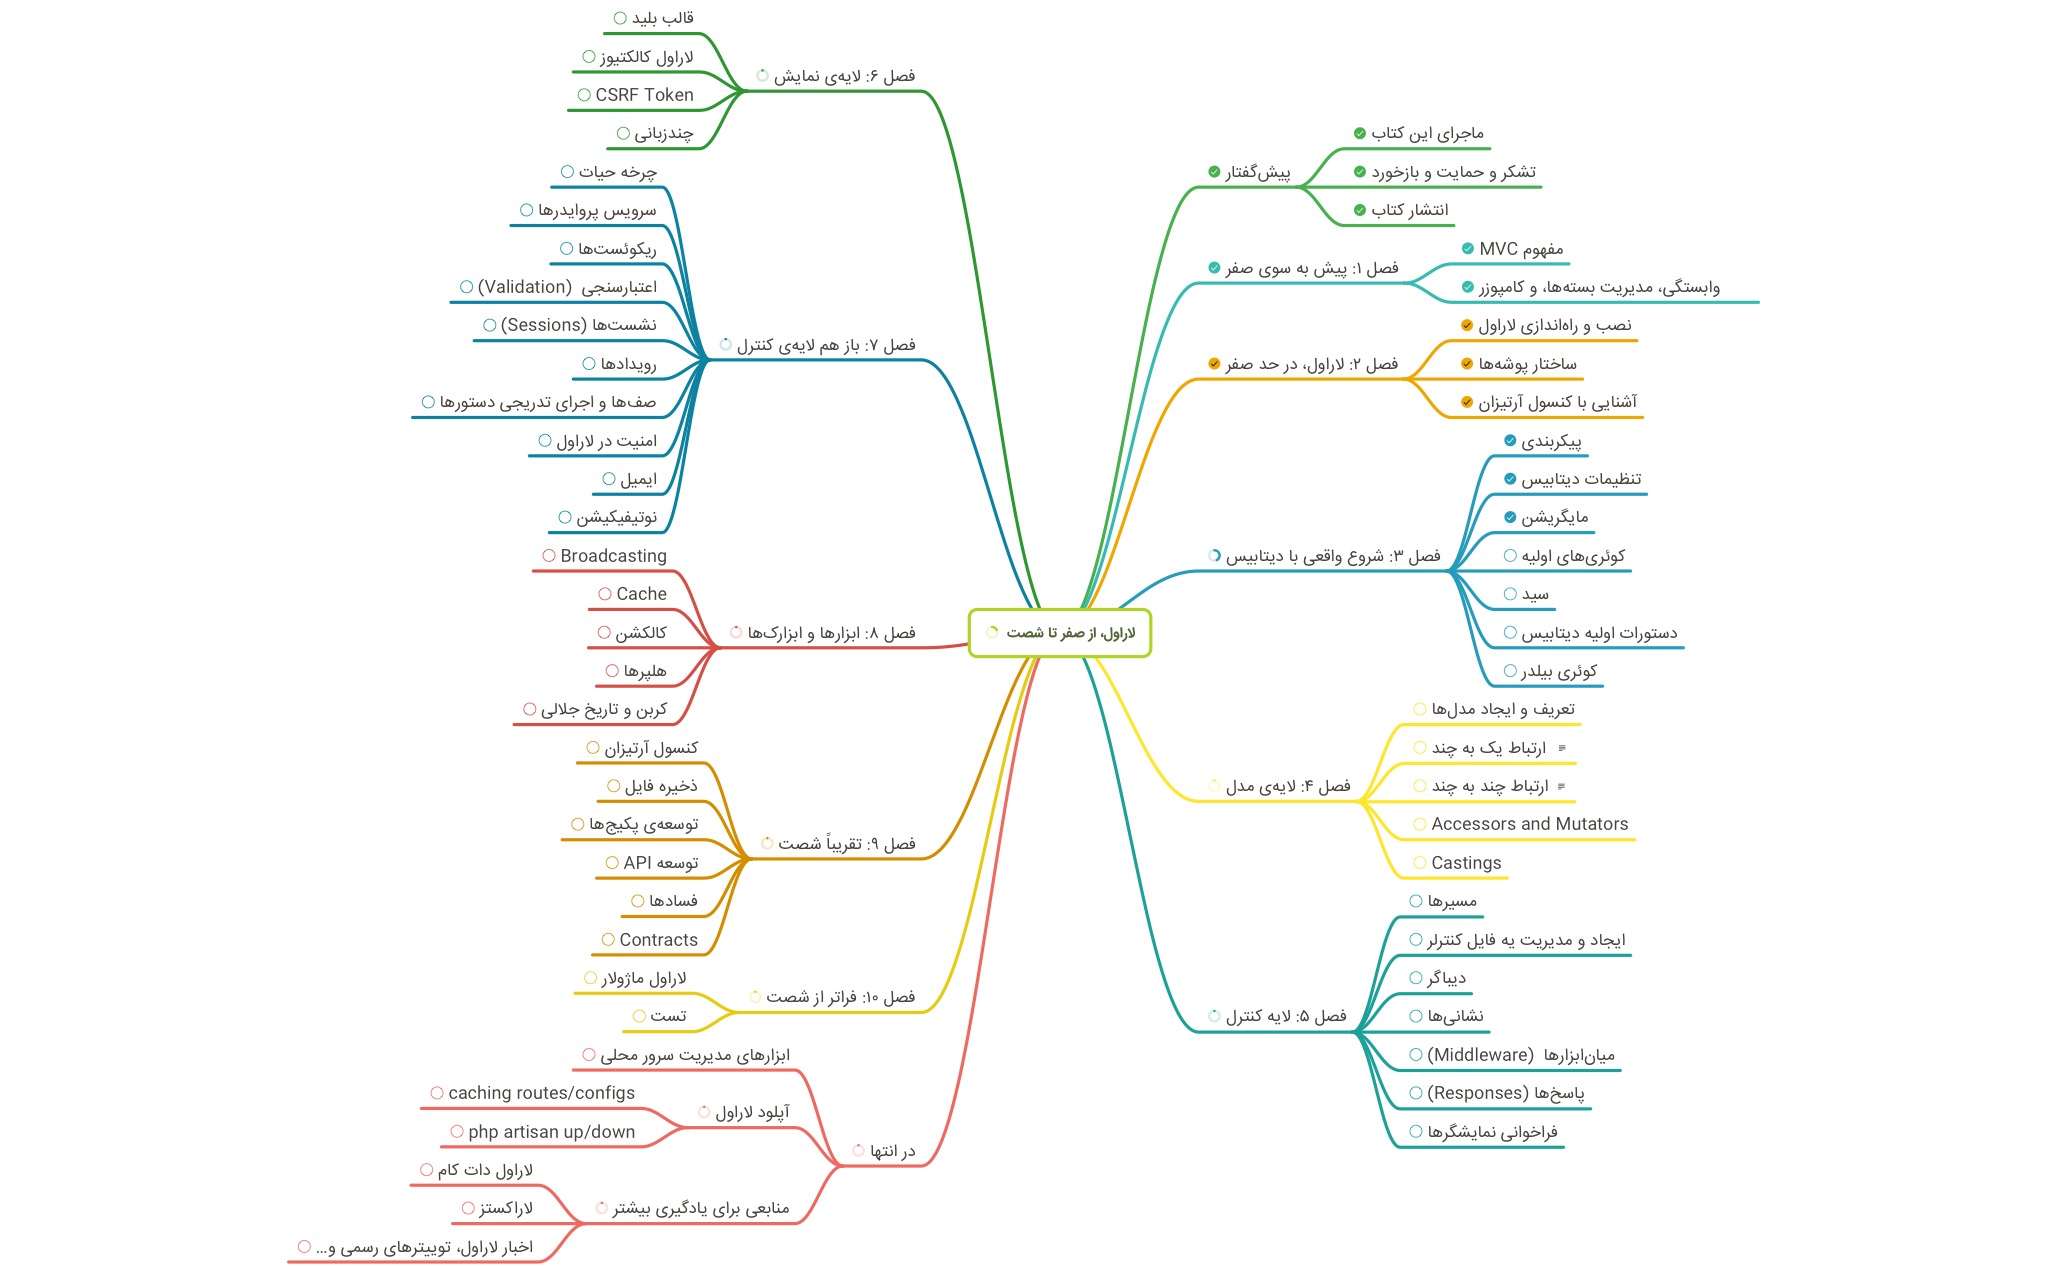 لاراول، از صفر تا شصت
پیش‌گفتار
ماجرای این کتاب
تشکر و حمایت و بازخورد
انتشار کتاب
فصل ۱: پیش به سوی صفر
مفهوم MVC
وابستگی، مدیریت بسته‌ها، و کامپوزر
فصل ۲: لاراول، در حد صفر
نصب و راه‌اندازی لاراول
ساختار پوشه‌ها
آشنایی با کنسول آرتیزان
فصل ۳: شروع واقعی با دیتابیس
پیکربندی
تنظیمات دیتابیس
مایگریشن
کوئری‌های اولیه
سید
دستورات اولیه دیتابیس
کوئری بیلدر
فصل ۴: لایه‌ی مدل
تعریف و ایجاد مدل‌ها
ارتباط یک به چند
ارتباط چند به چند
Accessors and Mutators
Castings
فصل ۵: لایه کنترل
مسیرها
ایجاد و مدیریت یه فایل کنترلر
دیباگر
نشانی‌ها
میان‌ابزارها (Middleware)
پاسخ‌ها (Responses)
فراخوانی نمایشگرها
فصل ۶: لایه‌ی نمایش
قالب بلید
لاراول کالکتیوز
CSRF Token
چندزبانی
فصل ۷: باز هم لایه‌ی کنترل
چرخه حیات
سرویس پروایدرها
ریکوئست‌ها
اعتبارسنجی (Validation)
نشست‌ها (Sessions)
رویدادها
صف‌ها و اجرای تدریجی دستورها
امنیت در لاراول
ایمیل
نوتیفیکیشن
فصل ۸: ابزارها و ابزارک‌ها
Broadcasting
Cache
کالکشن
هلپرها
کربن و تاریخ جلالی
فصل ۹: تقریباً شصت
کنسول آرتیزان
ذخیره فایل
توسعه‌ی پکیج‌ها
توسعه API
فسادها
Contracts
فصل ۱۰: فراتر از شصت
لاراول ماژولار
تست
در انتها
ابزارهای مدیریت سرور محلی
آپلود لاراول
caching routes/configs
php artisan up/down
منابعی برای یادگیری بیشتر
لاراول دات کام
لاراکستز
اخبار لاراول، توییترهای رسمی و...